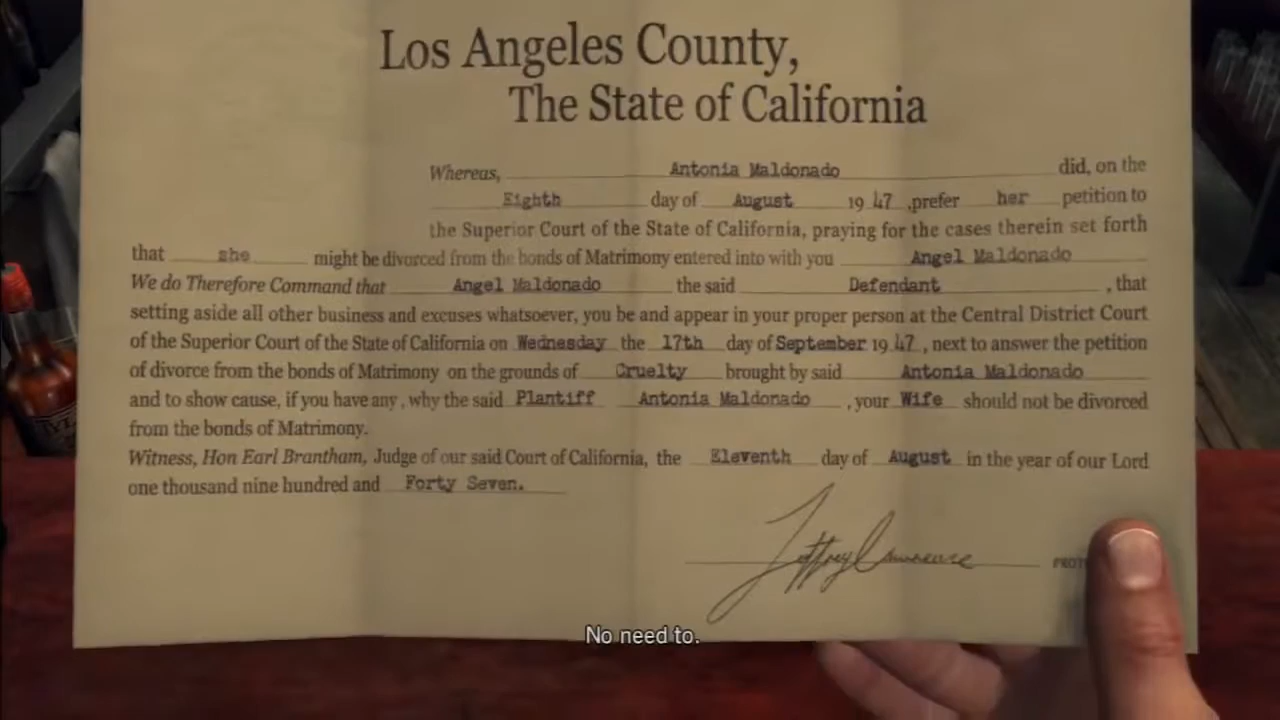 Los Angeles County,
The State of California
Whereas, Antonia Maldonado did, on the
Eighth day of August 19 47 ,prefer her petition to
the Superior Court of the State of California, praying for the cases therein set forth
that she might be divorced from the bonds of Matrimony entered into with you Angel Maldonado
We do Therefore Command that Angel Maldonado the said Defendant , that
setting aside all other business and excuses whatsoever, you be and appear in your proper person at the Central District Court
of the Superior Court of the State of California on Wednesday the 17th day of September 19 47 , next to answer the petition
of divorce from the bonds of Matrimony on the grounds of Cruelty brought by said Antonia Maldonado
and to show cause, if you have any , why the said Plantiff Antonia Maldonado , your Wife should not be divorced
from the bonds of Matrimony.
Witness, Hon Earl Brantham, Judge of our said Court of California, the Eleventh day of August in the year of our Lord
one thousand nine hundred and Forty Seven.
Jeffrey
No need to.